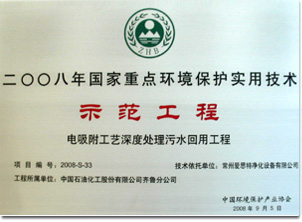 ZHB
二〇〇八年国家重点环境保护实用技术
示范工程
电吸附工艺深度处理污水回用工程
项目编号：2008-S-33 技术依托单位：常州爱思特净化设备有限公司
工程所属单位：中国石油化工股份有限公司齐鲁分公司
中国环境保护产业协会
2008年9月5日